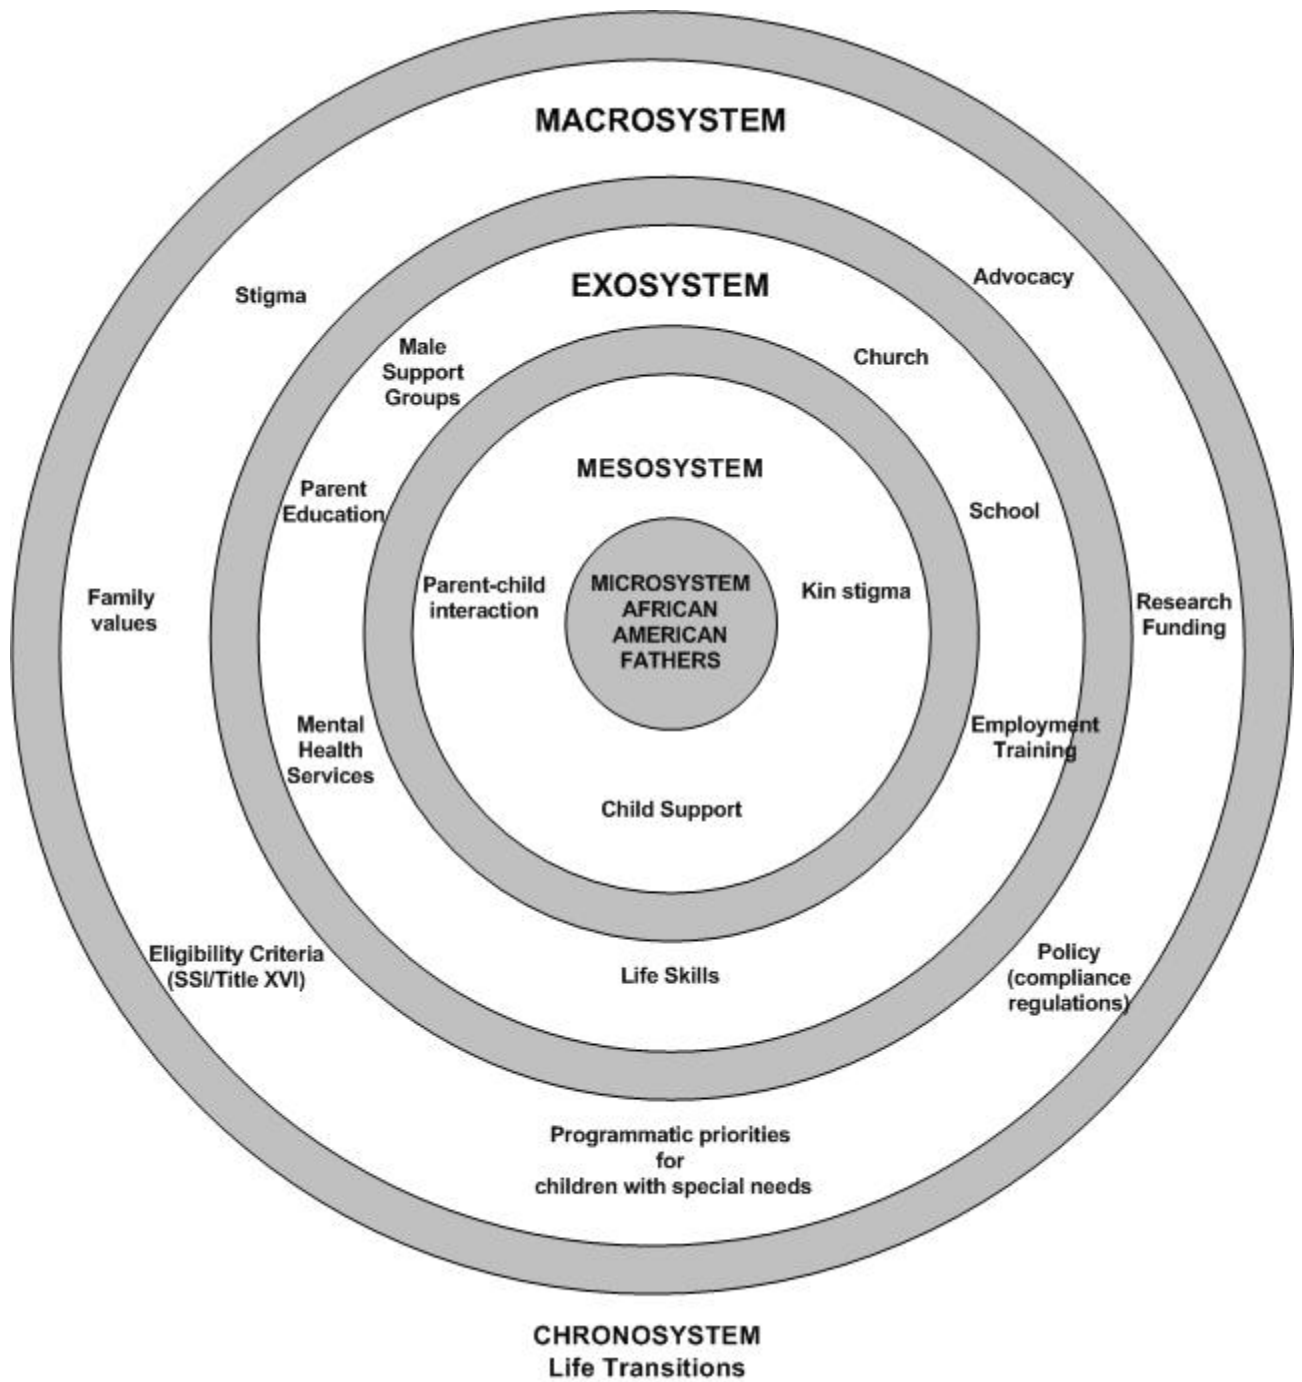 MACROSYSTEM
Stigma
Advocacy
Family
values
Research
Funding
Eligibility Criteria
(SSI/Title XVI)
Policy
(compliance
regulations)
Programmatic priorities
for
children with special needs
EXOSYSTEM
Male
Support
Groups
Church
Parent
Education
School
Mental
Health
Services
Employment
Training
Life Skills
MESOSYSTEM
Parent-child
interaction
Kin stigma
Child Support
MICROSYSTEM
AFRICAN
AMERICAN
FATHERS
CHRONOSYSTEM
Life Transitions